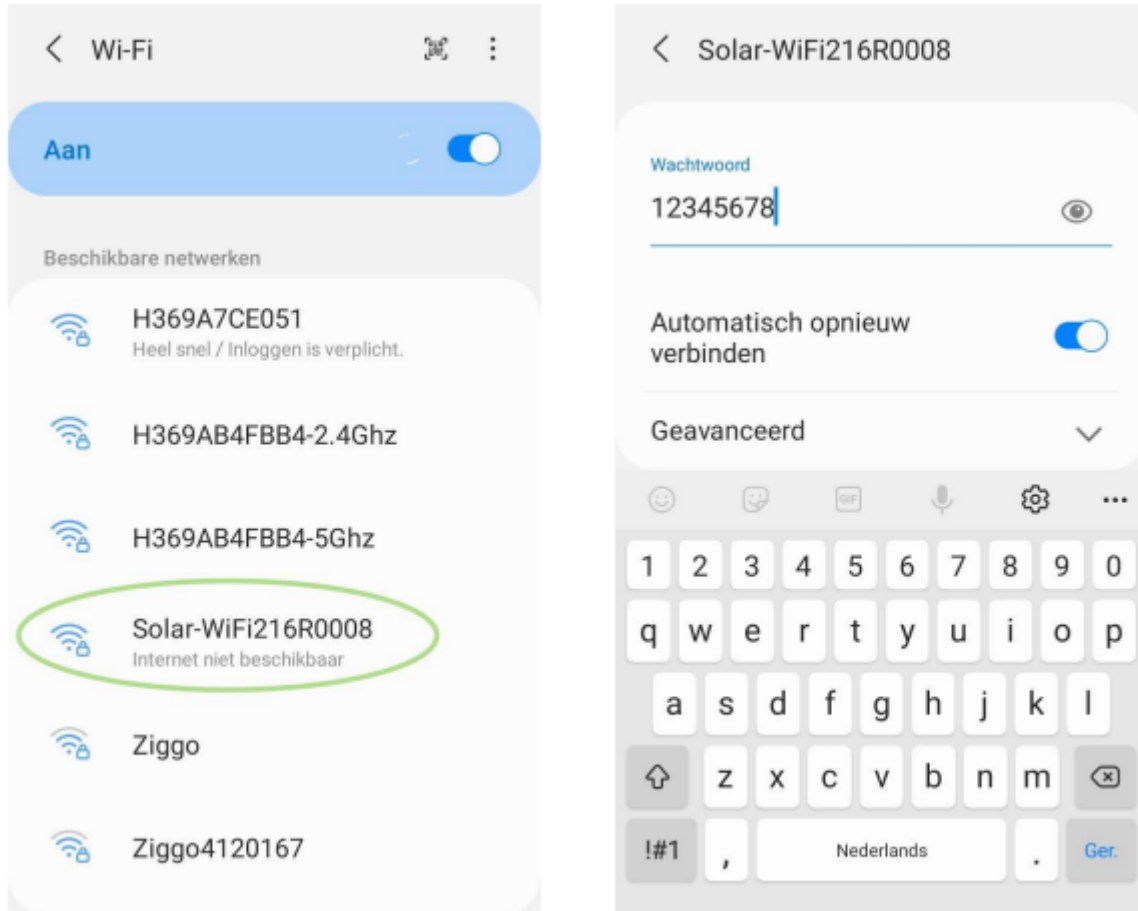 Wi-Fi
Aan
Beschikbare netwerken
H369A7CE051
Heel snel / Inloggen is verplicht.
H369AB4FBB4-2.4Ghz
H369AB4FBB4-5Ghz
Solar-WiFi216R0008
Internet niet beschikbaar
Ziggo
Ziggo4120167
Solar-WiFi216R0008
Wachtwoord
12345678
Automatisch opnieuw
verbinden
Geavanceerd
GIF
1 2 3 4 5 6 7 8 9 0
q w e r t y u i o p
a s d f g h j k l
z x c v b n m
!#1 , Nederlands . Ger.